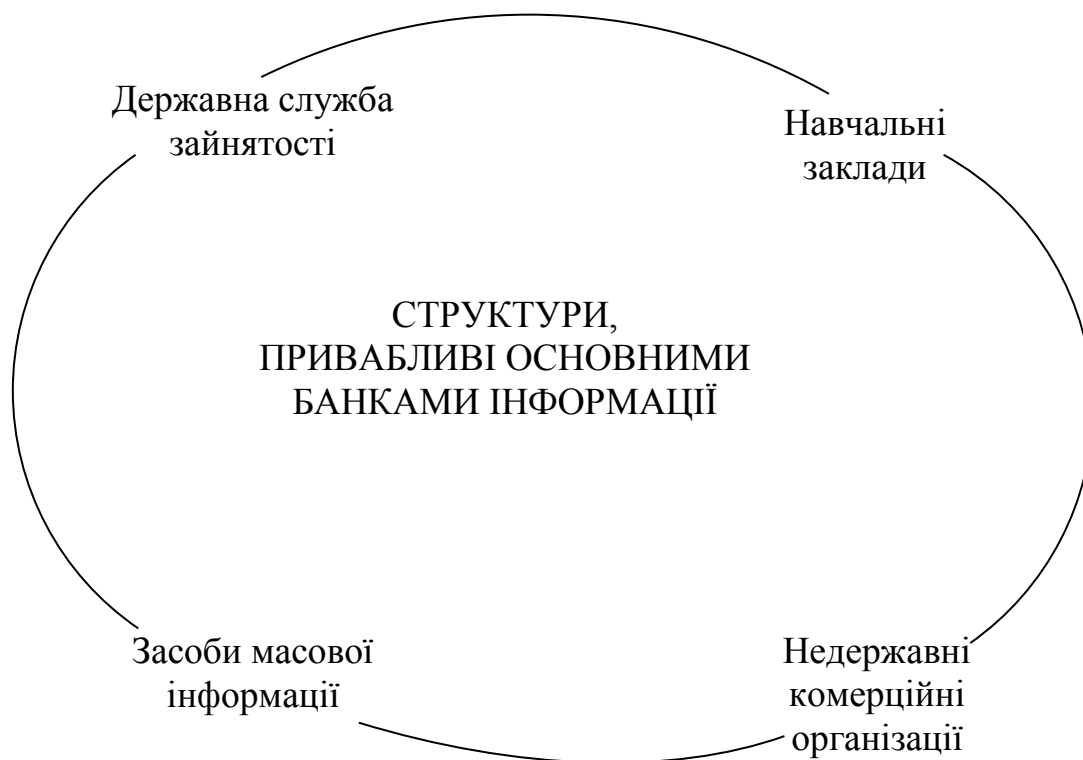 Державна служба
зайнятості
Навчальні
заклади
СТРУКТУРИ,
ПРИВАБЛИВІ ОСНОВНИМИ
БАНКАМИ ІНФОРМАЦІЇ
Засоби масової
інформації
Недержавні
комерційні
організації